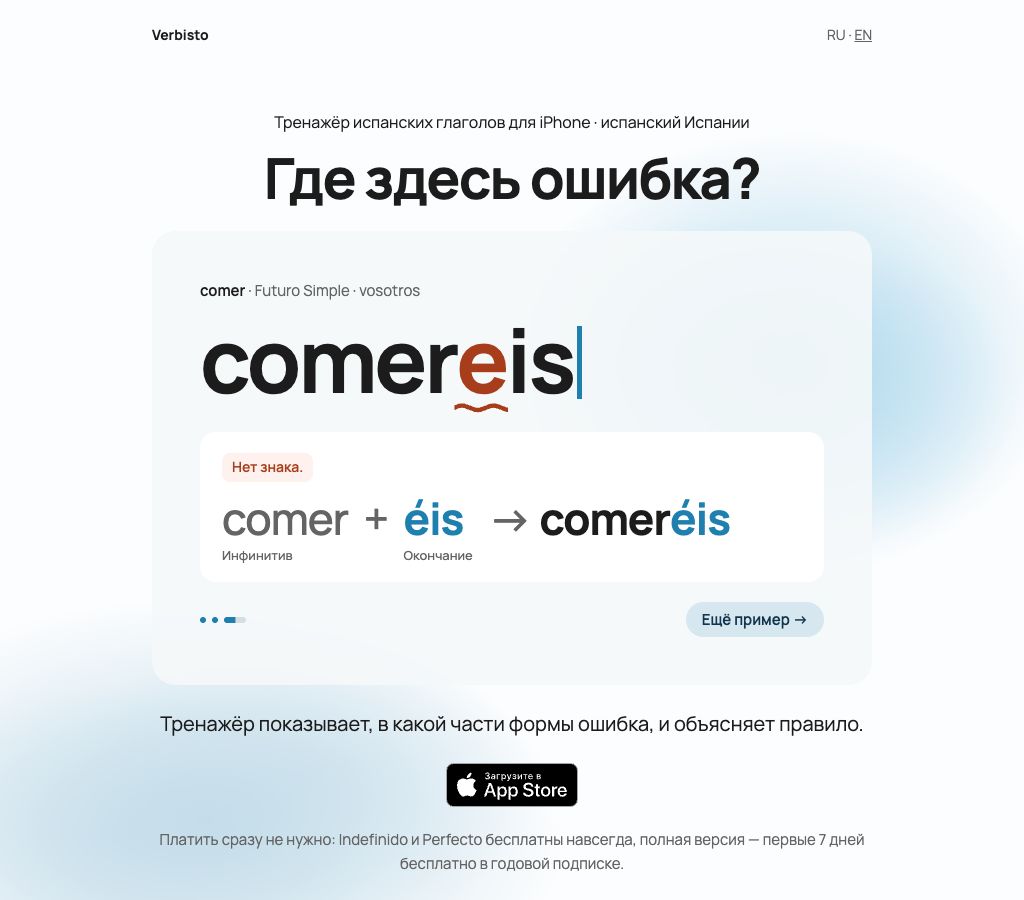 Verbisto
RU · EN
Тренажёр испанских глаголов для iPhone · испанский Испании
Где здесь ошибка?
comer · Futuro Simple · vosotros
comereis
Нет знака.
comer + éis → comeréis
Инфинитив Окончание
Ещё пример →
Тренажёр показывает, в какой части формы ошибка, и объясняет правило.
Загрузите в
App Store
Платить сразу не нужно: Indefinido и Perfecto бесплатны навсегда, полная версия — первые 7 дней
бесплатно в годовой подписке.